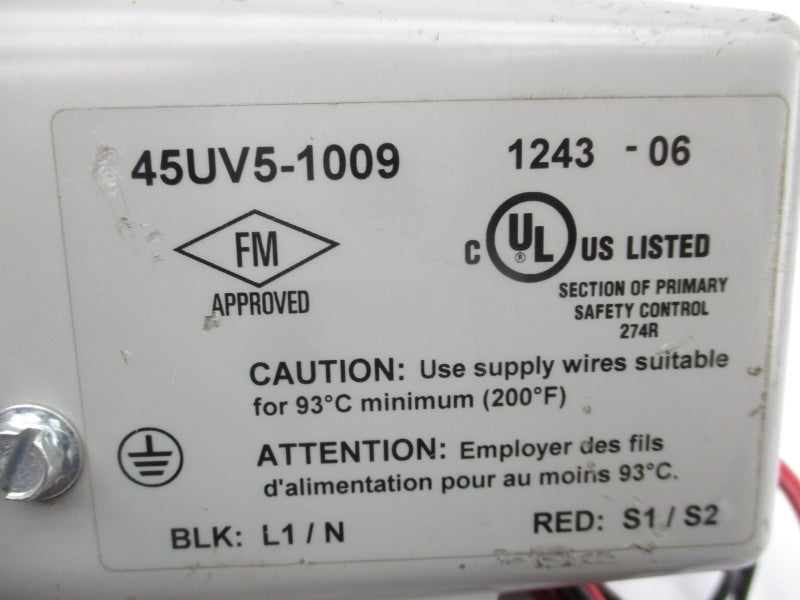 45UV5-1009 1243 - 06
FM
APPROVED
C UL ® US LISTED
SECTION OF PRIMARY
SAFETY CONTROL
274R
CAUTION: Use supply wires suitable
for 93°C minimum (200°F)
ATTENTION: Employer des fils
d'alimentation pour au moins 93°C.
BLK: L1 / N RED: S1 / S2